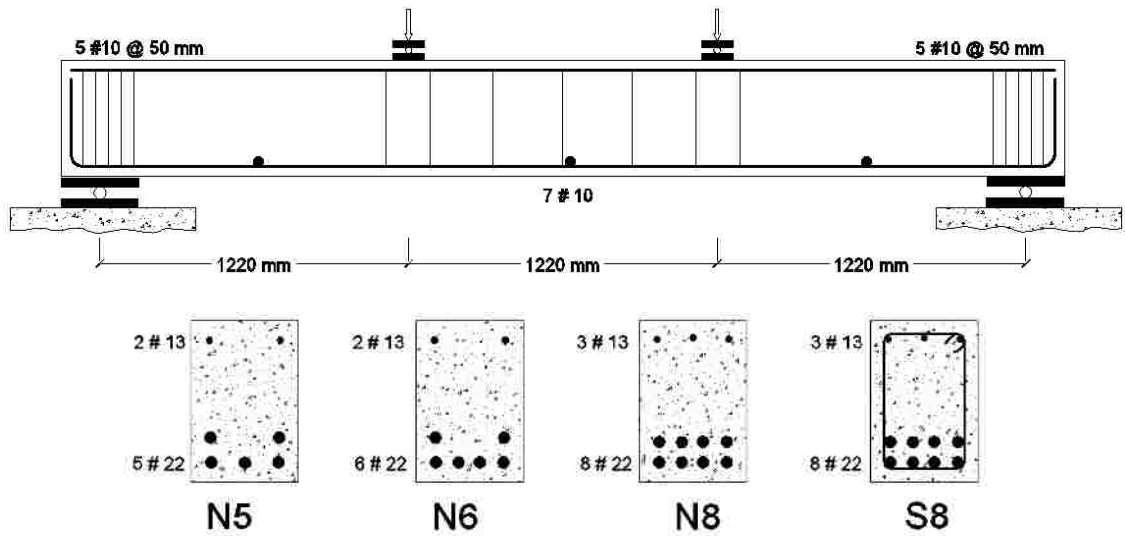 5 #10 @ 50 mm 5 #10 @ 50 mm
7 # 10
1220 mm 1220 mm 1220 mm
2 # 13 2 # 13 3 # 13 3 # 13
5 # 22 6 # 22 8 # 22 8 # 22
N5 N6 N8 S8